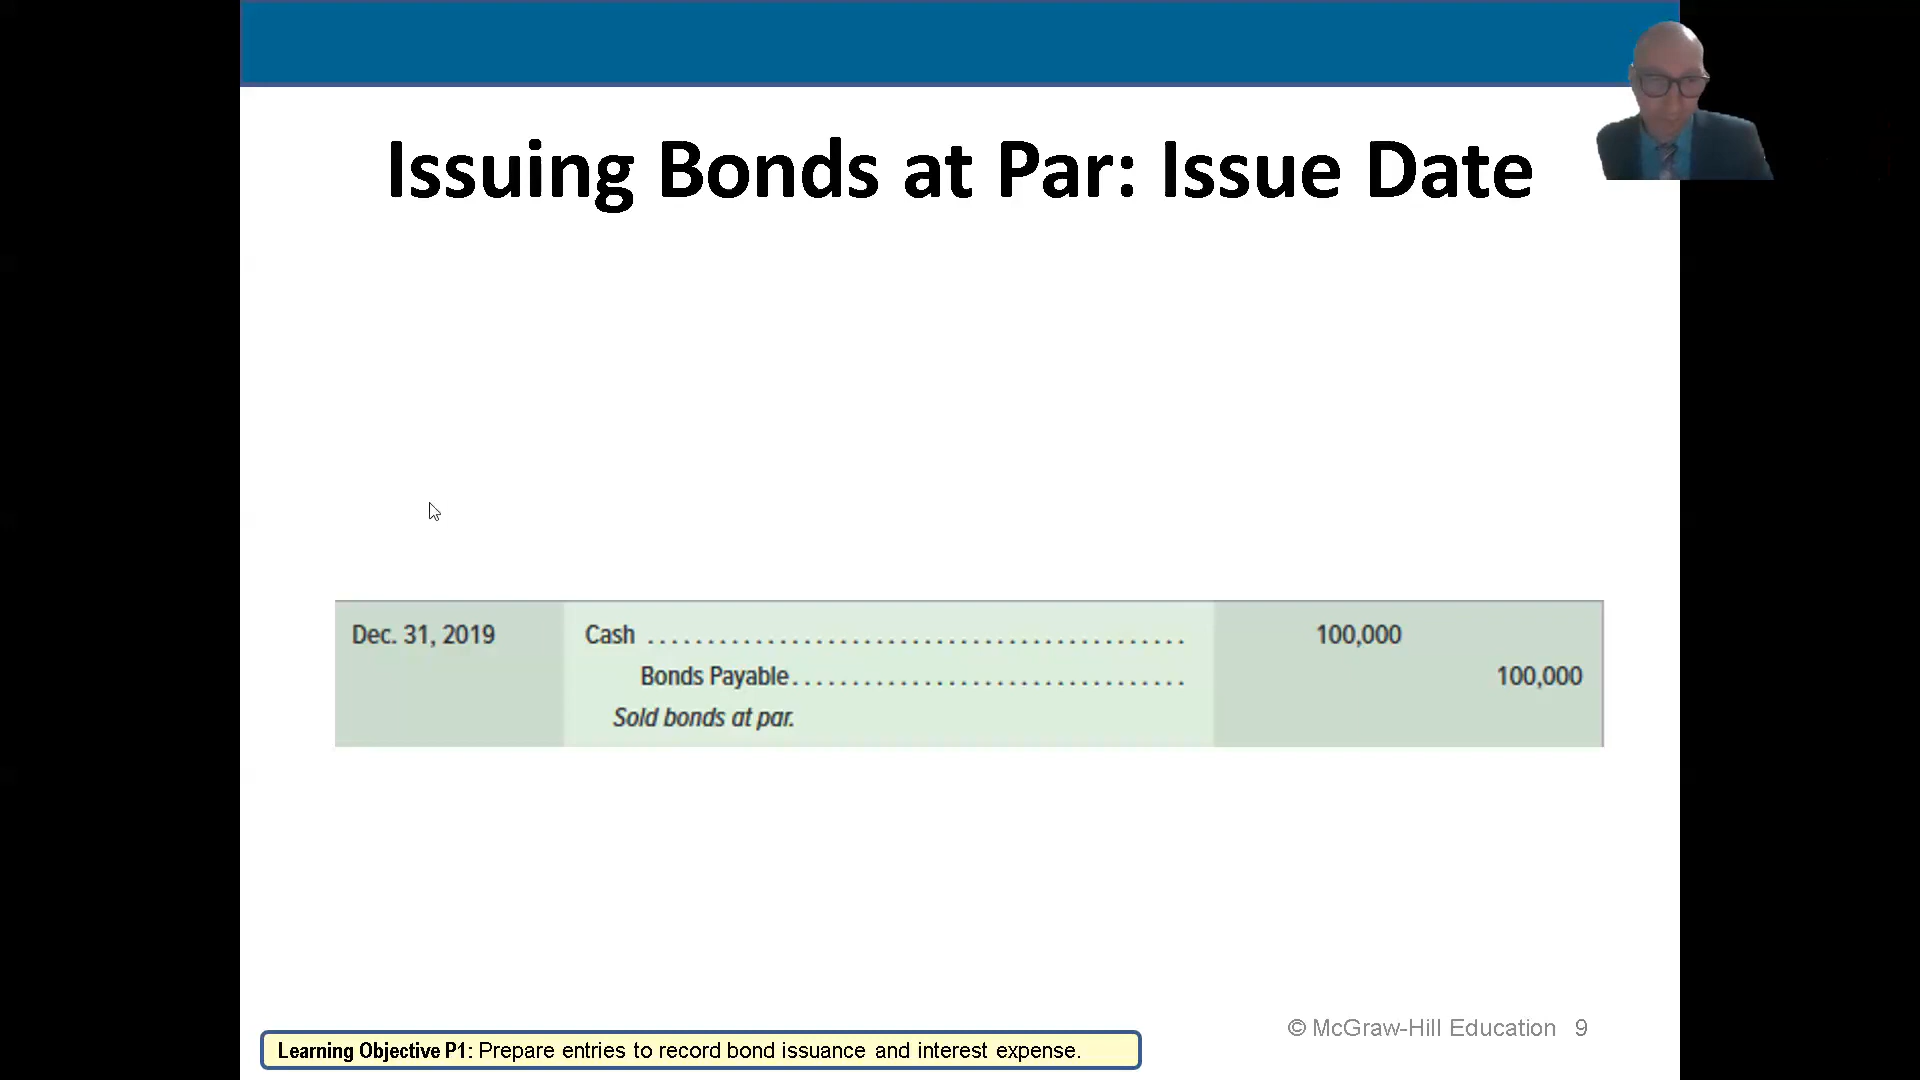 Issuing Bonds at Par: Issue Date
Dec. 31, 2019 Cash ............................................. 100,000
Bonds Payable................................. 100,000
Sold bonds at par.
© McGraw-Hill Education 9
Learning Objective P1: Prepare entries to record bond issuance and interest expense.